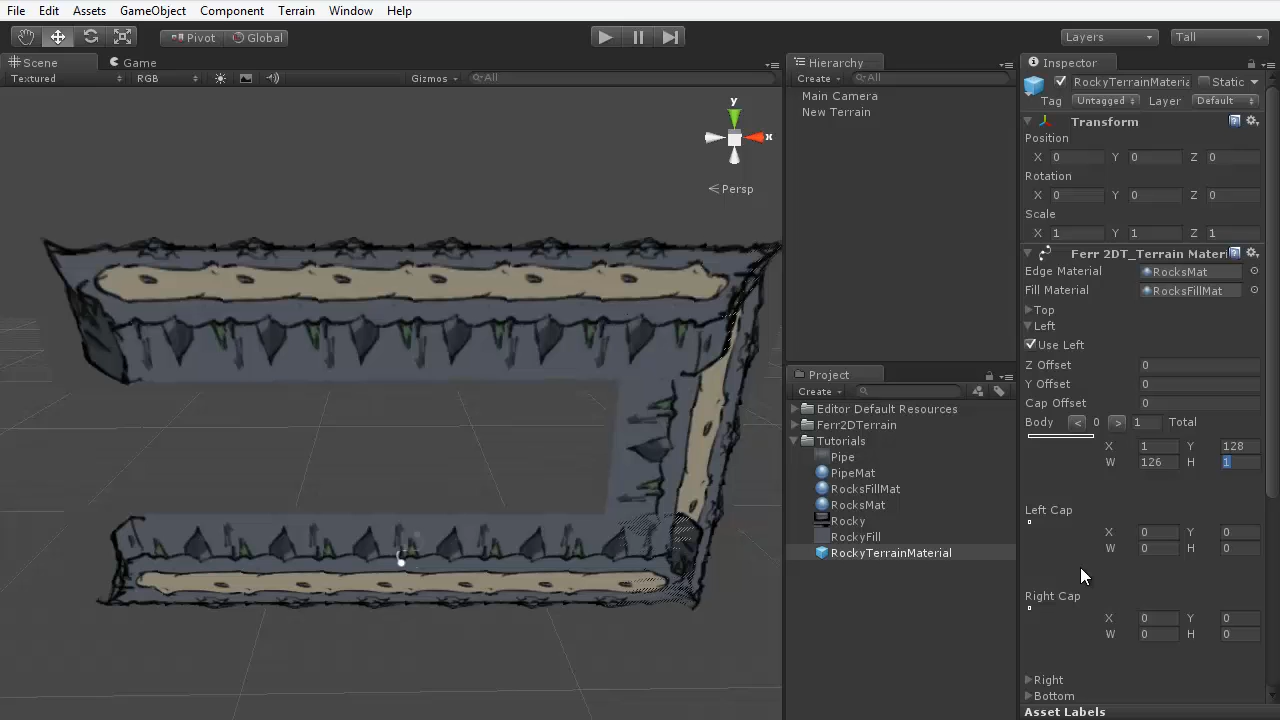 File Edit Assets GameObject Component Terrain Window Help
Pivot Global Layers Tall
Scene Game
Textured RGB Gizmos All
y
x
Persp
Hierarchy
Create All
Main Camera
New Terrain
Project
Create
Editor Default Resources
Ferr2DTerrain
Tutorials
Pipe
PipeMat
RocksFillMat
RocksMat
Rocky
RockyFill
RockyTerrainMaterial
Inspector
RockyTerrainMateria Static
Tag Untagged Layer Default
Transform
Position
X 0 Y 0 Z 0
Rotation
X 0 Y 0 Z 0
Scale
X 1 Y 1 Z 1
Ferr 2DT_Terrain Materi
Edge Material RocksMat
Fill Material RocksFillMat
Top
Left
Use Left
Z Offset 0
Y Offset 0
Cap Offset 0
Body < 0 > 1 Total
X 1 Y 128
W 126 H 1
Left Cap
X 0 Y 0
W 0 H 0
Right Cap
X 0 Y 0
W 0 H 0
Right
Bottom
Asset Labels